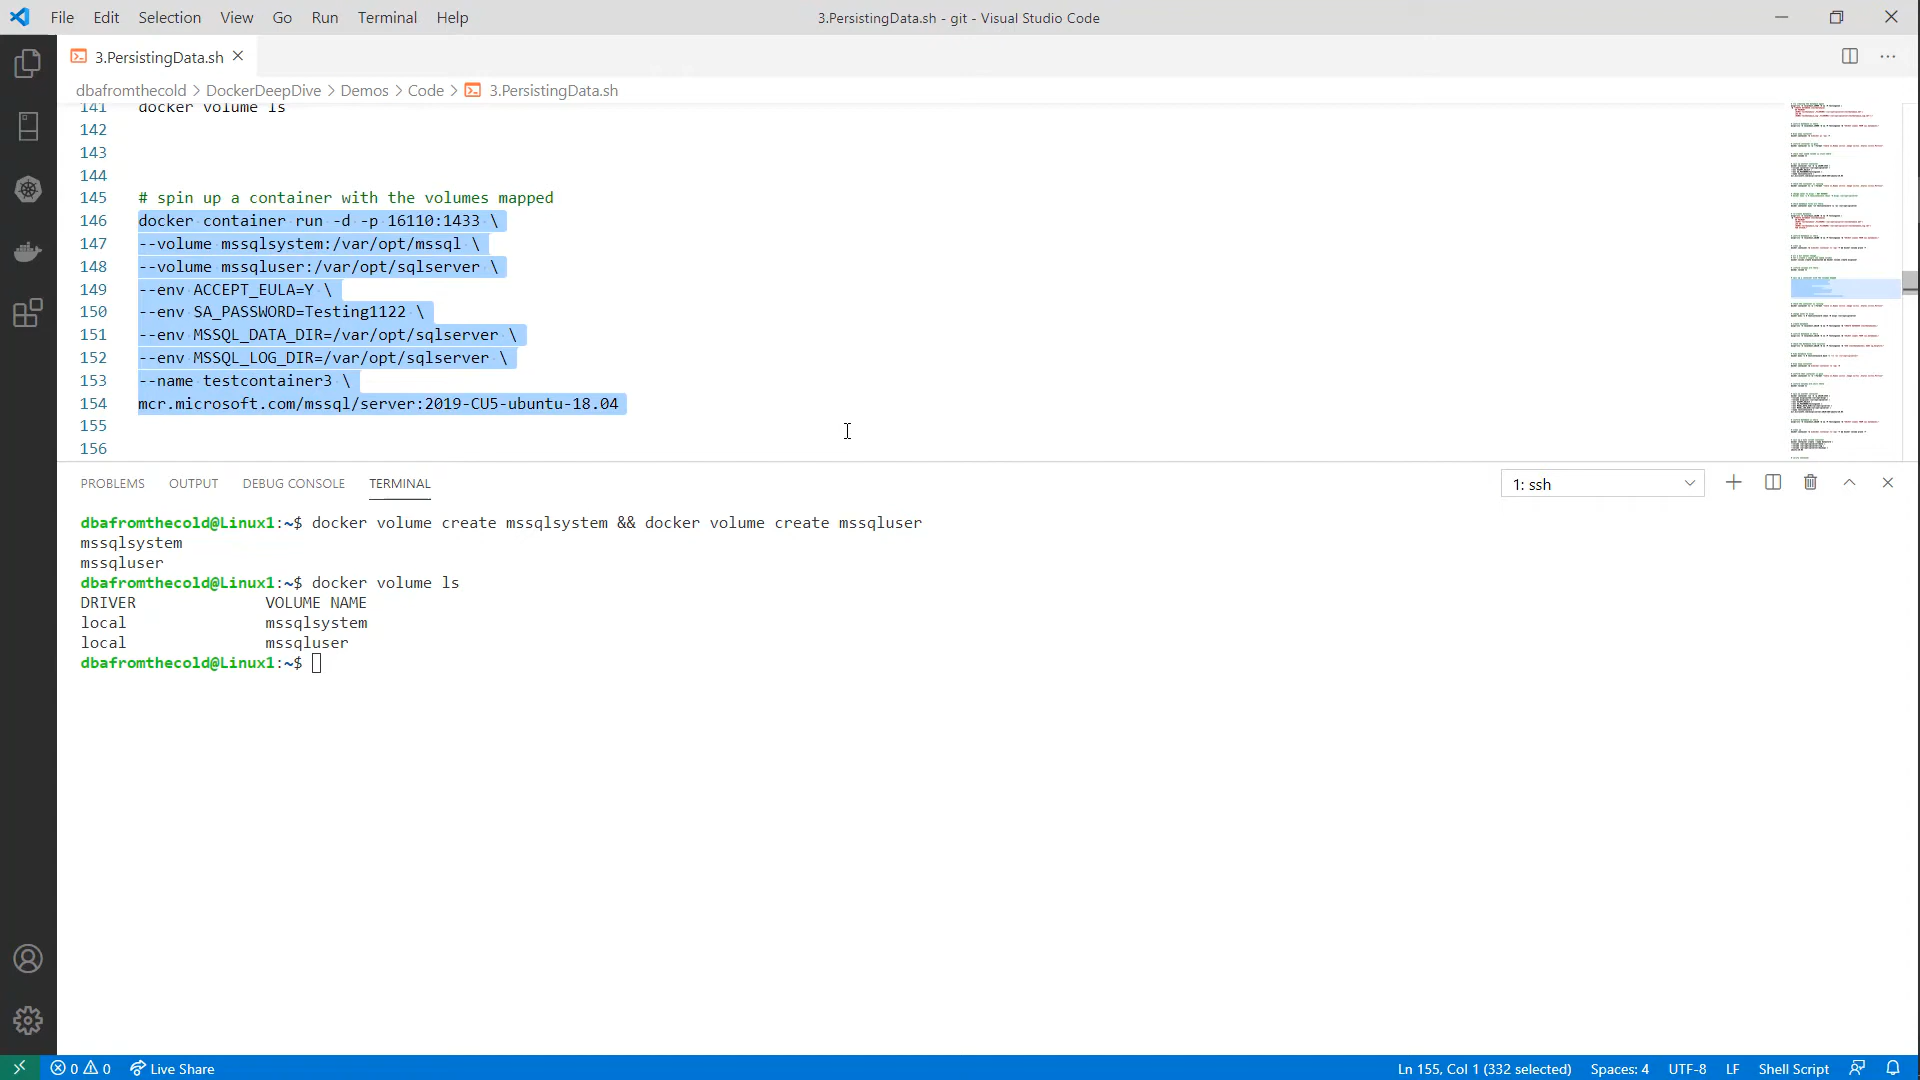 File Edit Selection View Go Run Terminal Help
3.PersistingData.sh - git - Visual Studio Code
3.PersistingData.sh
dbafromthecold > DockerDeepDive > Demos > Code > 3.PersistingData.sh
141 docker volume ls
142
143
144
145 # spin up a container with the volumes mapped
146 docker container run -d -p 16110:1433 \
147 --volume mssqlsystem:/var/opt/mssql \
148 --volume mssqluser:/var/opt/sqlserver \
149 --env ACCEPT_EULA=Y \
150 --env SA_PASSWORD=Testing1122 \
151 --env MSSQL_DATA_DIR=/var/opt/sqlserver \
152 --env MSSQL_LOG_DIR=/var/opt/sqlserver \
153 --name testcontainer3 \
154 mcr.microsoft.com/mssql/server:2019-CU5-ubuntu-18.04
155
156
PROBLEMS OUTPUT DEBUG CONSOLE TERMINAL
1: ssh
dbafromthecold@Linux1:~$ docker volume create mssqlsystem && docker volume create mssqluser
mssqlsystem
mssqluser
dbafromthecold@Linux1:~$ docker volume ls
DRIVER VOLUME NAME
local mssqlsystem
local mssqluser
dbafromthecold@Linux1:~$
0 0 Live Share
Ln 155, Col 1 (332 selected) Spaces: 4 UTF-8 LF Shell Script